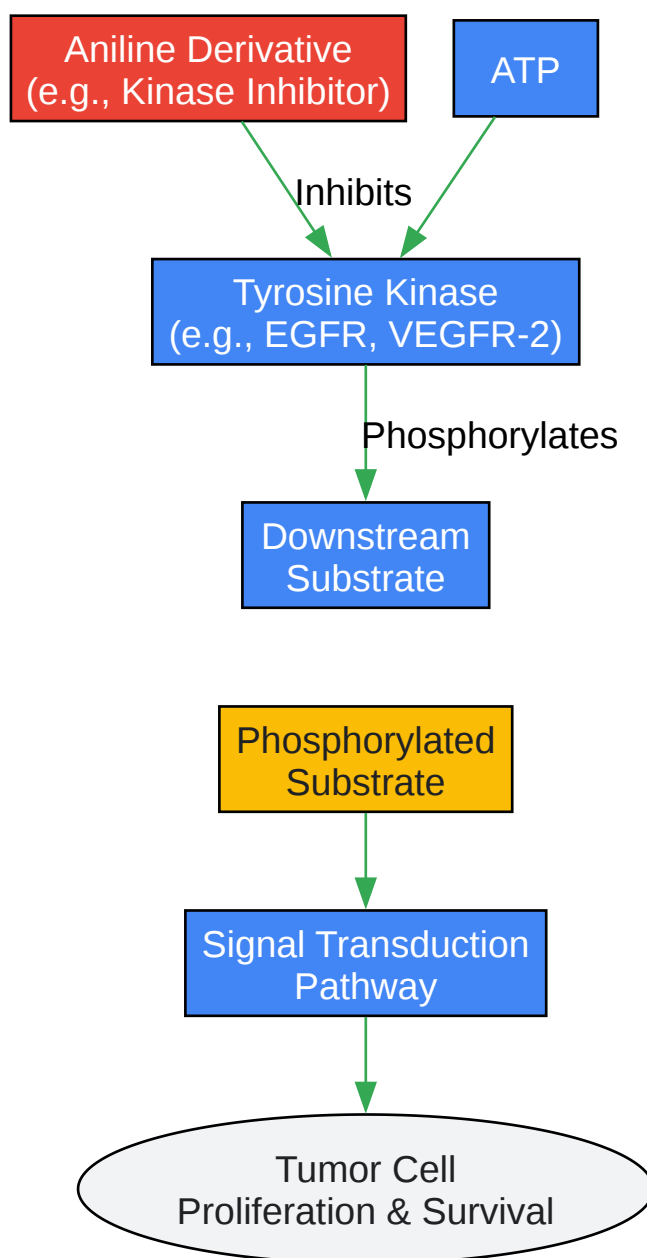 Aniline Derivative
(e.g., Kinase Inhibitor)
ATP
Inhibits
Tyrosine Kinase
(e.g., EGFR, VEGFR-2)
Phosphorylates
Downstream
Substrate
Phosphorylated
Substrate
Signal Transduction
Pathway
Tumor Cell
Proliferation & Survival